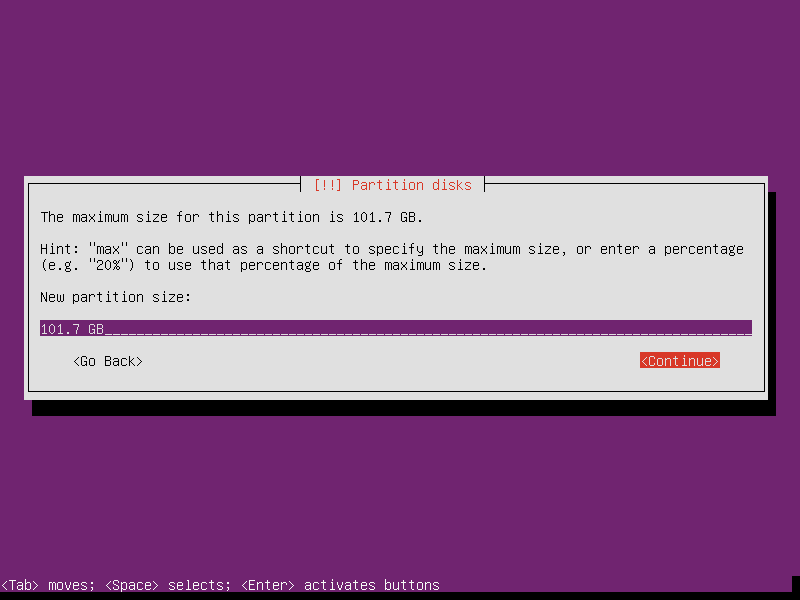 [!!] Partition disks
The maximum size for this partition is 101.7 GB.
Hint: "max" can be used as a shortcut to specify the maximum size, or enter a percentage
(e.g. "20%") to use that percentage of the maximum size.
New partition size:
101.7 GB
<Go Back> <Continue>
<Tab> moves; <Space> selects; <Enter> activates buttons